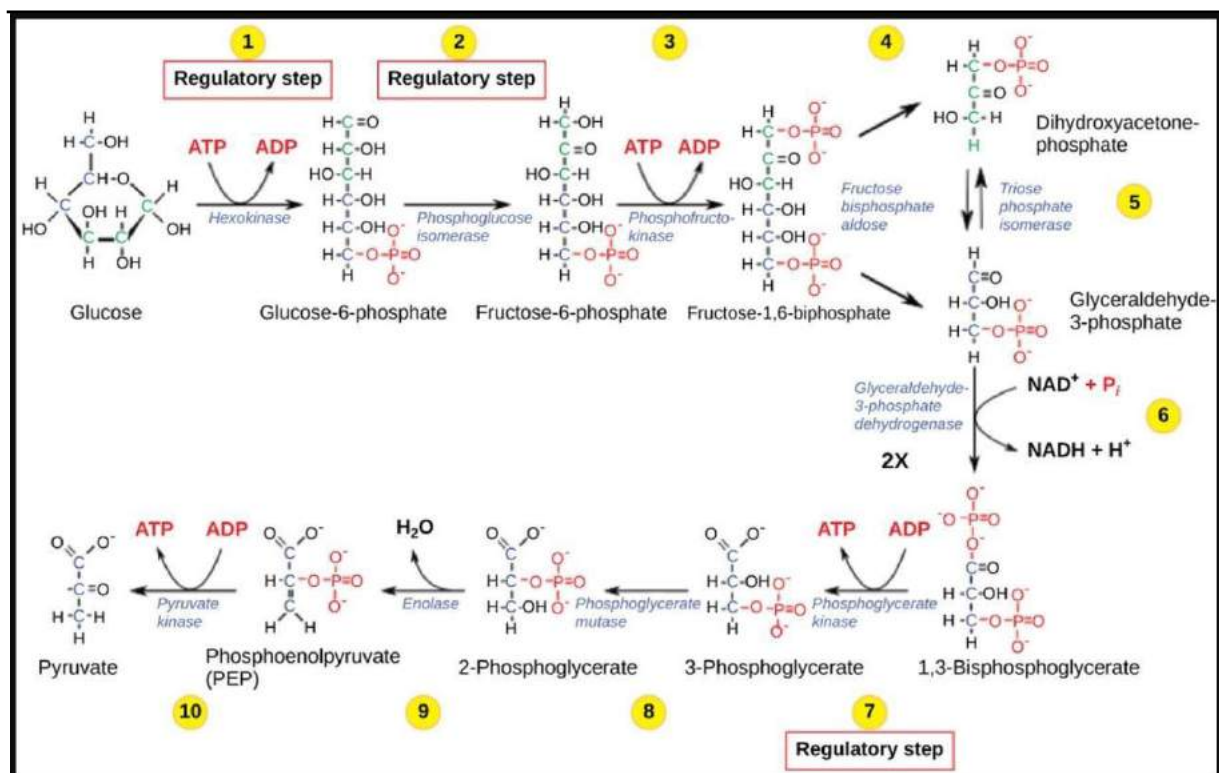 1
2
3
4
Regulatory step
Regulatory step
ATP
ADP
ATP
ADP
Hexokinase
Phosphoglucose
isomerase
Phosphofructo-
kinase
Fructose
bisphosphate
aldose
Triose
phosphate
isomerase
5
Dihydroxyacetone-
phosphate
Glucose
Glucose-6-phosphate
Fructose-6-phosphate
Fructose-1,6-biphosphate
Glyceraldehyde-
3-phosphate
Glyceraldehyde-
3-phosphate
dehydrogenase
NAD⁺ + Pᵢ
6
NADH + H⁺
2X
ATP
ADP
H₂O
ATP
ADP
Pyruvate
kinase
Enolase
Phosphoglycerate
mutase
Phosphoglycerate
kinase
Pyruvate
Phosphoenolpyruvate
(PEP)
2-Phosphoglycerate
3-Phosphoglycerate
1,3-Bisphosphoglycerate
10
9
8
7
Regulatory step